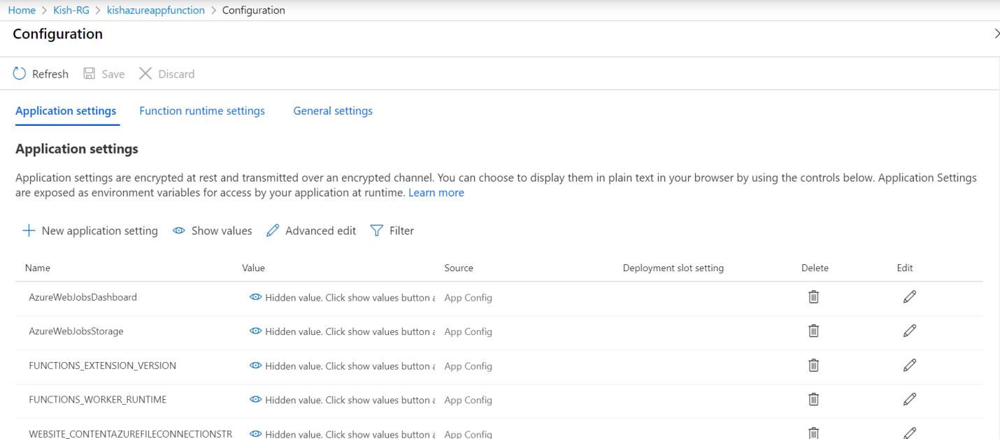 Home > Kish-RG > kishazureappfunction > Configuration
Configuration
Refresh Save Discard
Application settings Function runtime settings General settings
Application settings
Application settings are encrypted at rest and transmitted over an encrypted channel. You can choose to display them in plain text in your browser by using the controls below. Application Settings
are exposed as environment variables for access by your application at runtime. Learn more
New application setting Show values Advanced edit Filter
Name Value Source Deployment slot setting Delete Edit
AzureWebJobsDashboard Hidden value. Click show values button a App Config
AzureWebJobsStorage Hidden value. Click show values button a App Config
FUNCTIONS_EXTENSION_VERSION Hidden value. Click show values button a App Config
FUNCTIONS_WORKER_RUNTIME Hidden value. Click show values button a App Config
WEBSITE_CONTENTAZUREFILECONNECTIONSTR Hidden value. Click show values button a App Config